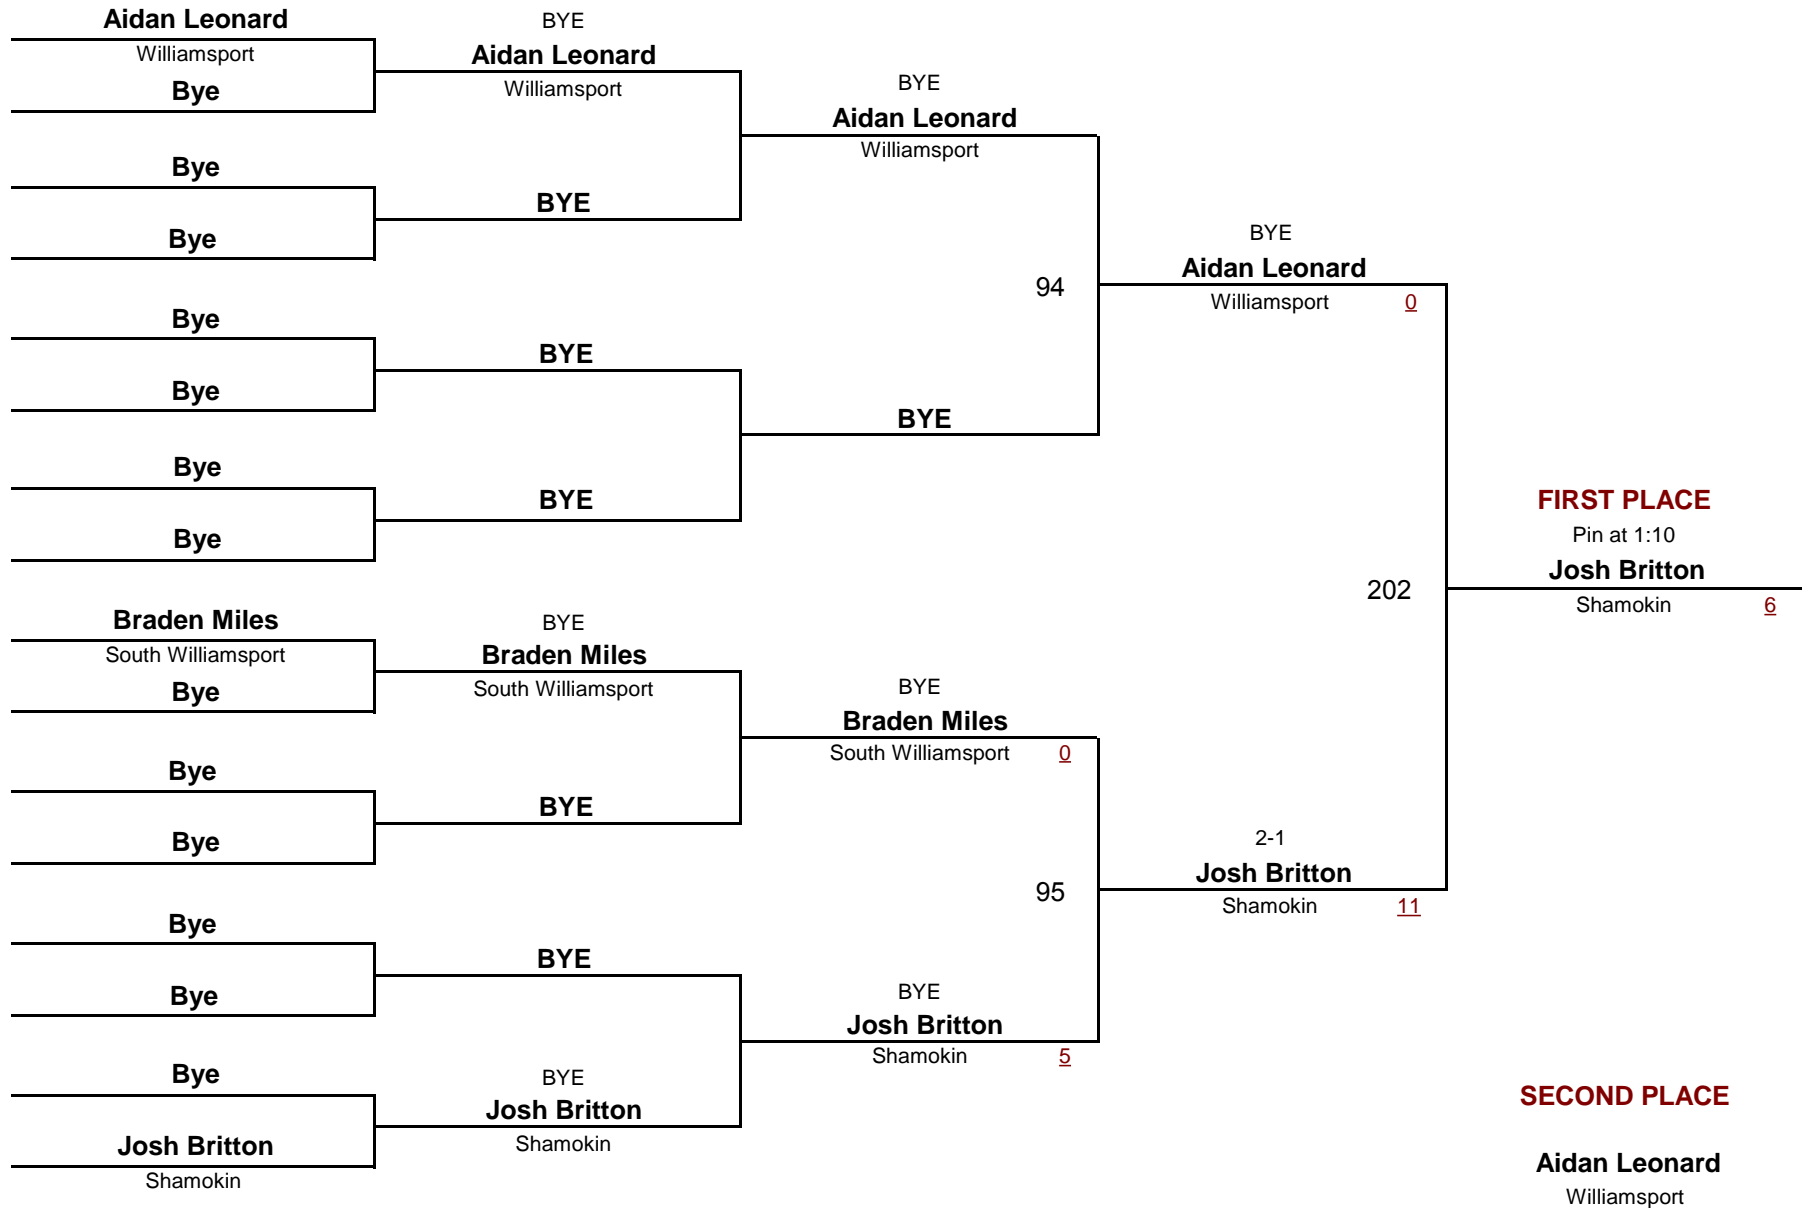 Aidan Leonard
Williamsport
Bye
Bye
Bye
Bye
Bye
Bye
Bye
Braden Miles
South Williamsport
Bye
Bye
Bye
Bye
Bye
Bye
Josh Britton
Shamokin
BYE
Aidan Leonard
Williamsport
BYE
BYE
BYE
BYE
Braden Miles
South Williamsport
BYE
BYE
BYE
Josh Britton
Shamokin
BYE
Aidan Leonard
Williamsport
94
BYE
BYE
Braden Miles
South Williamsport 0
95
BYE
Josh Britton
Shamokin 5
BYE
Aidan Leonard
Williamsport 0
202
2-1
Josh Britton
Shamokin 11
FIRST PLACE
Pin at 1:10
Josh Britton
Shamokin 6
SECOND PLACE
Aidan Leonard
Williamsport